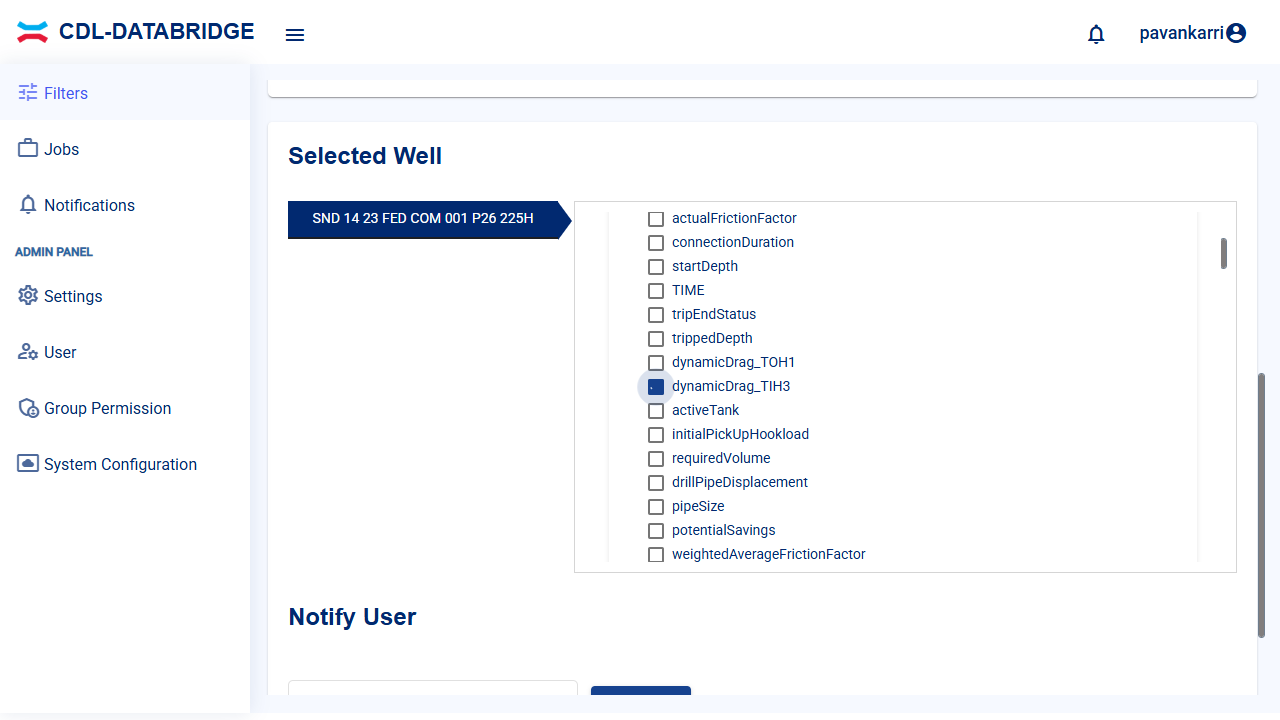 CDL-DATABRIDGE
pavankarri
Filters
Jobs
Notifications
ADMIN PANEL
Settings
User
Group Permission
System Configuration
Selected Well
SND 14 23 FED COM 001 P26 225H
actualFrictionFactor
connectionDuration
startDepth
TIME
tripEndStatus
trippedDepth
dynamicDrag_TOH1
dynamicDrag_TIH3
activeTank
initialPickUpHookload
requiredVolume
drillPipeDisplacement
pipeSize
potentialSavings
weightedAverageFrictionFactor
Notify User